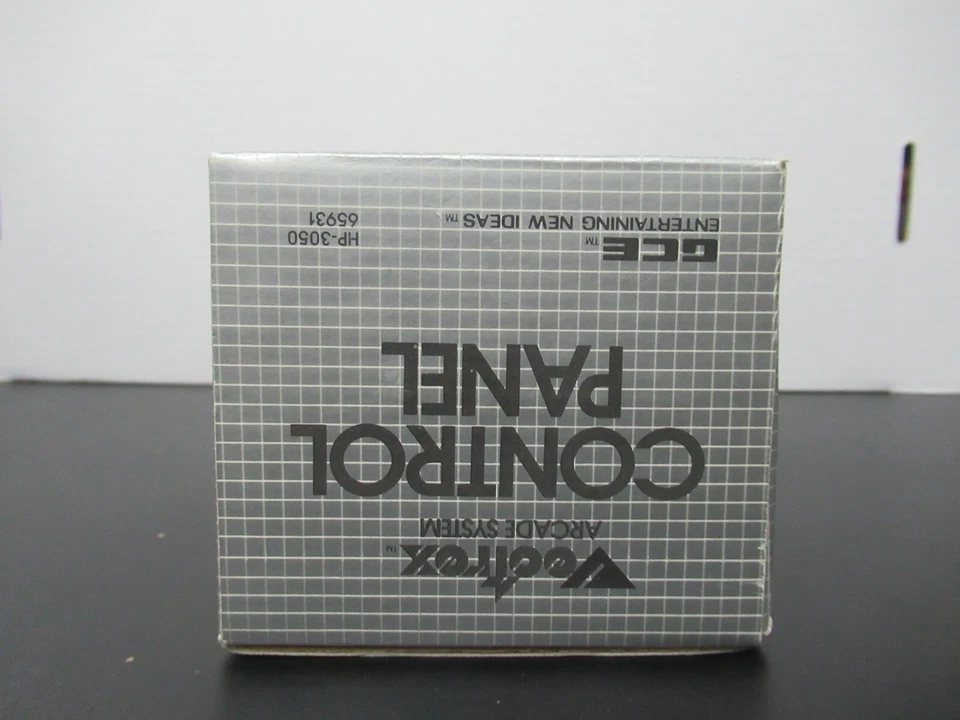 Vectrex™
ARCADE SYSTEM
CONTROL
PANEL
GCE™
ENTERTAINING NEW IDEAS™
HP-3050
65931